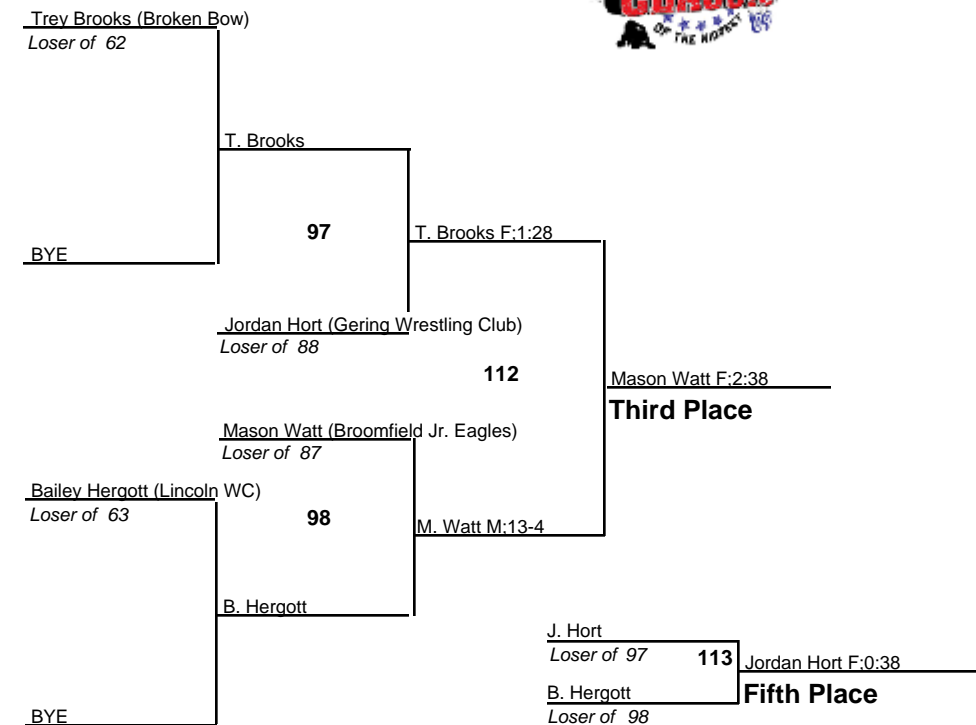 Trey Brooks (Broken Bow)
Loser of 62
OF THE MIDWEST
T. Brooks
97
T. Brooks F;1:28
BYE
Jordan Hort (Gering Wrestling Club)
Loser of 88
112
Mason Watt F;2:38
Third Place
Mason Watt (Broomfield Jr. Eagles)
Loser of 87
Bailey Hergott (Lincoln WC)
Loser of 63
98
M. Watt M;13-4
B. Hergott
J. Hort
Loser of 97
113
Jordan Hort F;0:38
B. Hergott
Fifth Place
Loser of 98
BYE